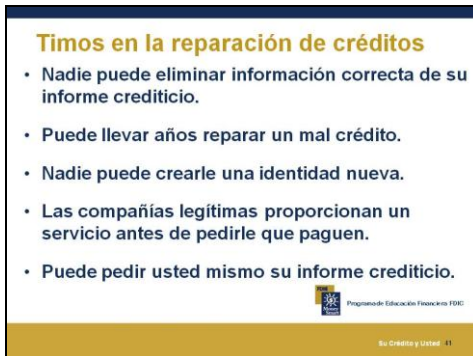 Timos en la reparación de créditos
• Nadie puede eliminar información correcta de su
informe crediticio.
• Puede llevar años reparar un mal crédito.
• Nadie puede crearle una identidad nueva.
• Las compañías legítimas proporcionan un
servicio antes de pedirle que paguen.
• Puede pedir usted mismo su informe crediticio.
Programa de Educación Financiera FDIC
Su Crédito y Usted 41